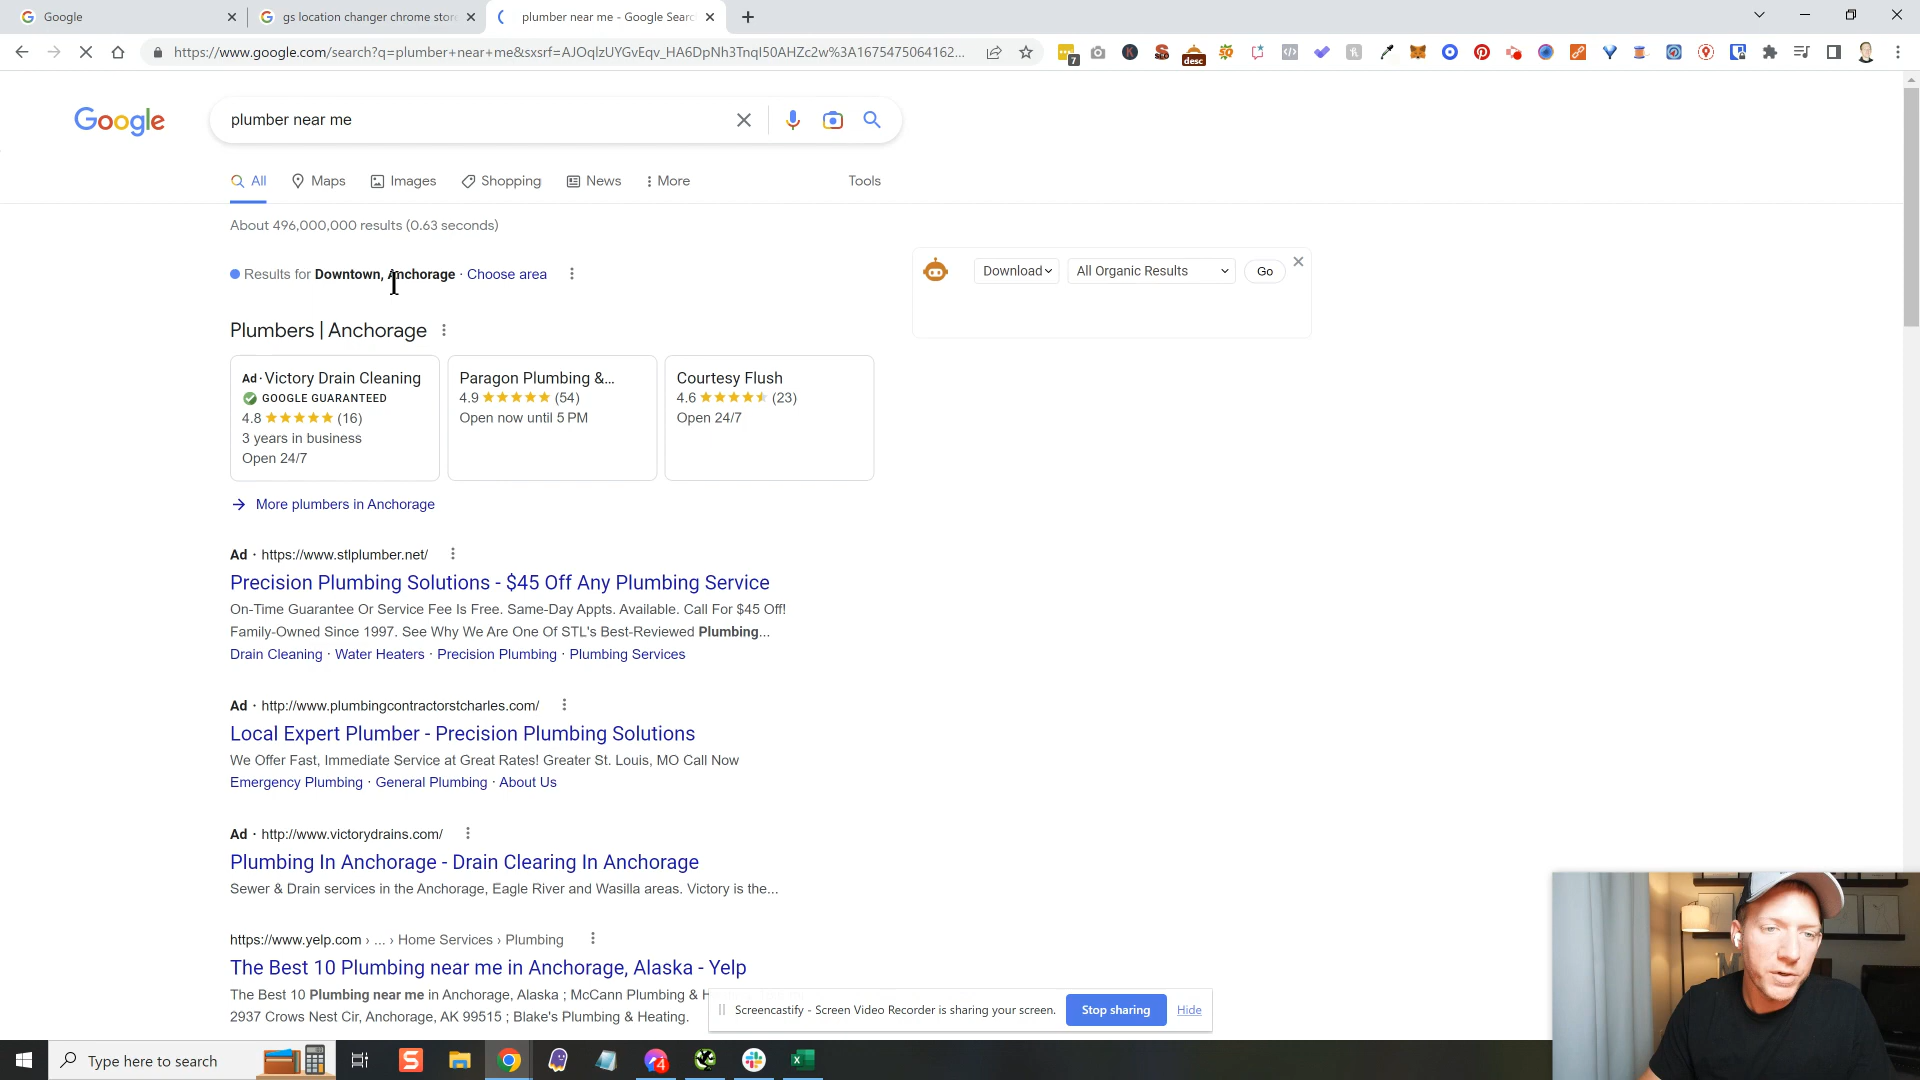 Google
gs location changer chrome stor
plumber near me - Google Searc
https://www.google.com/search?q=plumber+near+me&sxsrf=AJOqlzUYGvEqv_HA6DpNh3TnqI50AHZc2w%3A1675475064162...
7
desc
Google
plumber near me
All
Maps
Images
Shopping
News
More
Tools
About 496,000,000 results (0.63 seconds)
Results for Downtown, Anchorage · Choose area
Download
All Organic Results
Go
Plumbers | Anchorage
Ad · Victory Drain Cleaning
GOOGLE GUARANTEED
4.8 (16)
3 years in business
Open 24/7
Paragon Plumbing &...
4.9 (54)
Open now until 5 PM
Courtesy Flush
4.6 (23)
Open 24/7
More plumbers in Anchorage
Ad · https://www.stlplumber.net/
Precision Plumbing Solutions - $45 Off Any Plumbing Service
On-Time Guarantee Or Service Fee Is Free. Same-Day Appts. Available. Call For $45 Off!
Family-Owned Since 1997. See Why We Are One Of STL's Best-Reviewed Plumbing...
Drain Cleaning · Water Heaters · Precision Plumbing · Plumbing Services
Ad · http://www.plumbingcontractorstcharles.com/
Local Expert Plumber - Precision Plumbing Solutions
We Offer Fast, Immediate Service at Great Rates! Greater St. Louis, MO Call Now
Emergency Plumbing · General Plumbing · About Us
Ad · http://www.victorydrains.com/
Plumbing In Anchorage - Drain Clearing In Anchorage
Sewer & Drain services in the Anchorage, Eagle River and Wasilla areas. Victory is the...
https://www.yelp.com › ... › Home Services › Plumbing
The Best 10 Plumbing near me in Anchorage, Alaska - Yelp
The Best 10 Plumbing near me in Anchorage, Alaska ; McCann Plumbing & H
2937 Crows Nest Cir, Anchorage, AK 99515 ; Blake's Plumbing & Heating.
Screencastify - Screen Video Recorder is sharing your screen.
Stop sharing
Hide
Type here to search
4